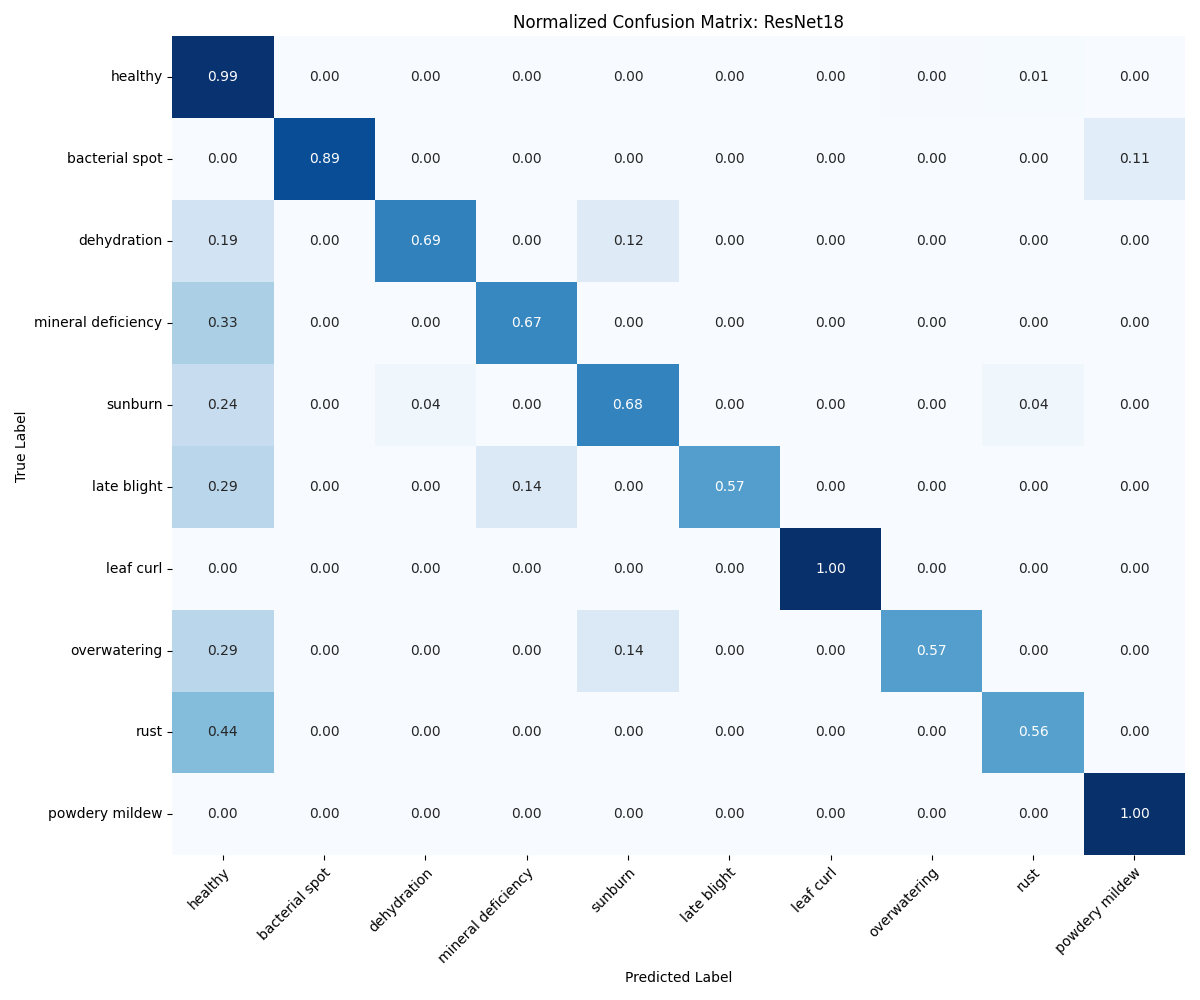 Normalized Confusion Matrix: ResNet18
True Label
healthy 0.99 0.00 0.00 0.00 0.00 0.00 0.00 0.00 0.01 0.00
bacterial spot 0.00 0.89 0.00 0.00 0.00 0.00 0.00 0.00 0.00 0.11
dehydration 0.19 0.00 0.69 0.00 0.12 0.00 0.00 0.00 0.00 0.00
mineral deficiency 0.33 0.00 0.00 0.67 0.00 0.00 0.00 0.00 0.00 0.00
sunburn 0.24 0.00 0.04 0.00 0.68 0.00 0.00 0.00 0.04 0.00
late blight 0.29 0.00 0.00 0.14 0.00 0.57 0.00 0.00 0.00 0.00
leaf curl 0.00 0.00 0.00 0.00 0.00 0.00 1.00 0.00 0.00 0.00
overwatering 0.29 0.00 0.00 0.00 0.14 0.00 0.00 0.57 0.00 0.00
rust 0.44 0.00 0.00 0.00 0.00 0.00 0.00 0.00 0.56 0.00
powdery mildew 0.00 0.00 0.00 0.00 0.00 0.00 0.00 0.00 0.00 1.00
healthy bacterial spot dehydration mineral deficiency sunburn late blight leaf curl overwatering rust powdery mildew
Predicted Label